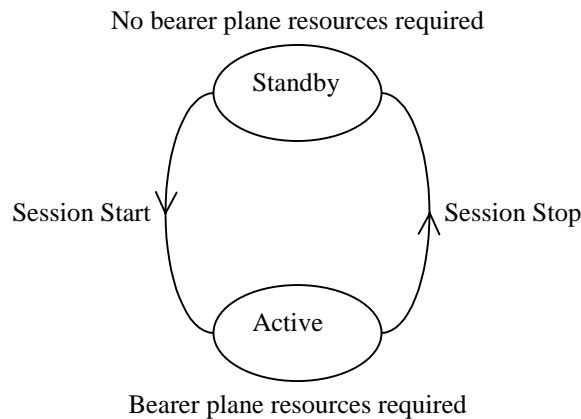 No bearer plane resources required
Standby
Session Start
Session Stop
Active
Bearer plane resources required